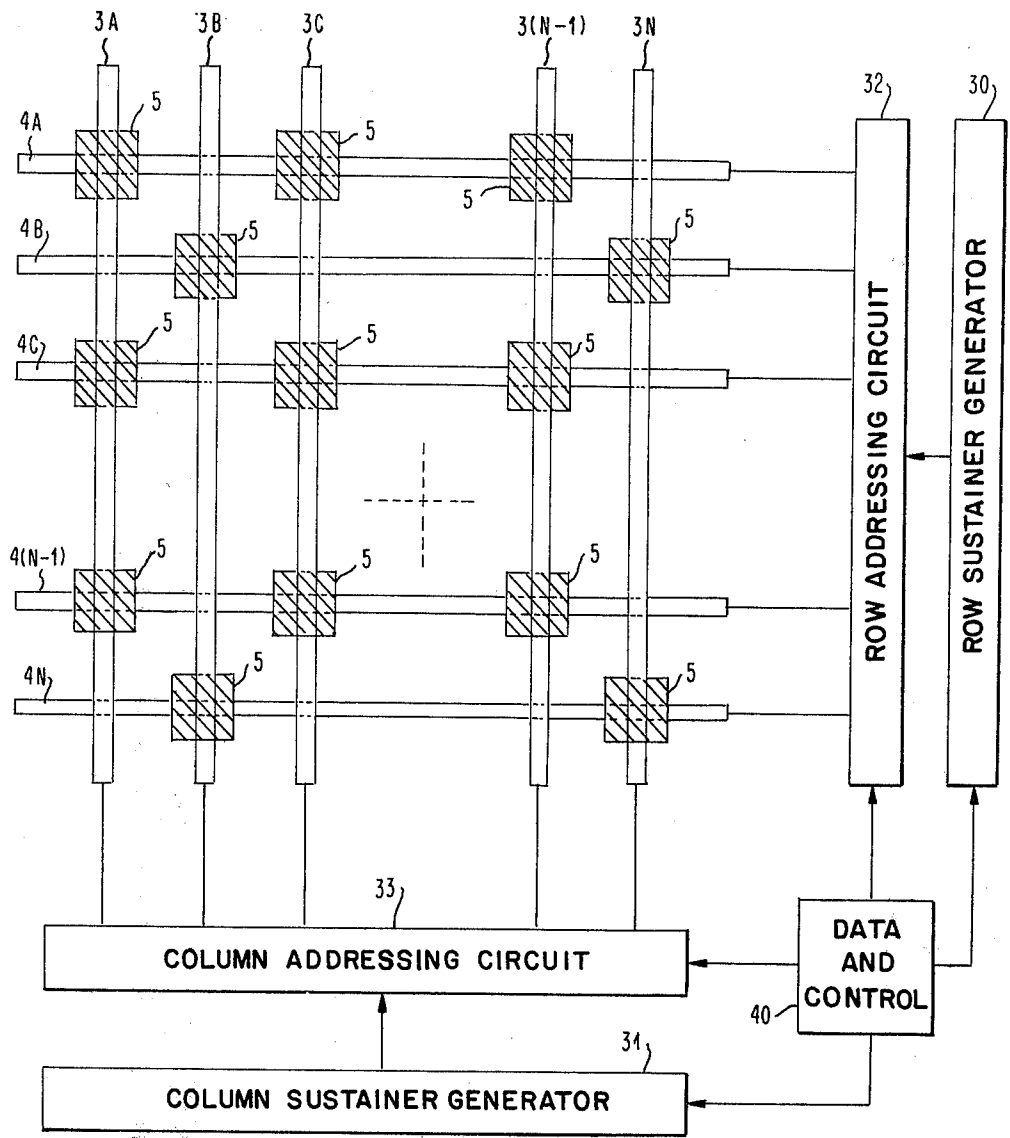 3A 3B 3C 3(N-1) 3N
32 30
5 5
4A
5
4B 5 5
4C 5 5 5
4(N-1) 5 5 5
4N 5 5
ROW ADDRESSING CIRCUIT
ROW SUSTAINER GENERATOR
33
COLUMN ADDRESSING CIRCUIT
DATA
AND
CONTROL
40
31
COLUMN SUSTAINER GENERATOR